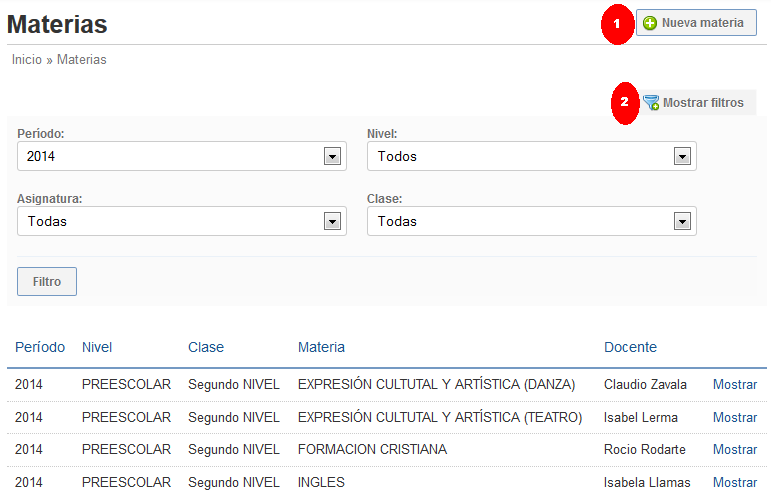 Materias
1 Nueva materia
Inicio » Materias
2 Mostrar filtros
Periodo: Nivel:
2014 Todos
Asignatura: Clase:
Todas Todas
Filtro
Período Nivel Clase Materia Docente
2014 PREESCOLAR Segundo NIVEL EXPRESIÓN CULTUTAL Y ARTÍSTICA (DANZA) Claudio Zavala Mostrar
2014 PREESCOLAR Segundo NIVEL EXPRESIÓN CULTUTAL Y ARTÍSTICA (TEATRO) Isabel Lerma Mostrar
2014 PREESCOLAR Segundo NIVEL FORMACION CRISTIANA Rocio Rodarte Mostrar
2014 PREESCOLAR Segundo NIVEL INGLES Isabela Llamas Mostrar